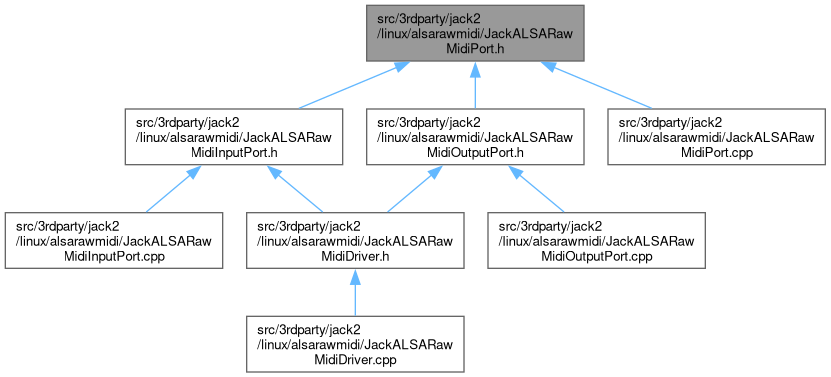 src/3rdparty/jack2
/linux/alsarawmidi/JackALSARaw
MidiPort.h
src/3rdparty/jack2
/linux/alsarawmidi/JackALSARaw
MidiInputPort.h
src/3rdparty/jack2
/linux/alsarawmidi/JackALSARaw
MidiOutputPort.h
src/3rdparty/jack2
/linux/alsarawmidi/JackALSARaw
MidiPort.cpp
src/3rdparty/jack2
/linux/alsarawmidi/JackALSARaw
MidiInputPort.cpp
src/3rdparty/jack2
/linux/alsarawmidi/JackALSARaw
MidiDriver.h
src/3rdparty/jack2
/linux/alsarawmidi/JackALSARaw
MidiOutputPort.cpp
src/3rdparty/jack2
/linux/alsarawmidi/JackALSARaw
MidiDriver.cpp